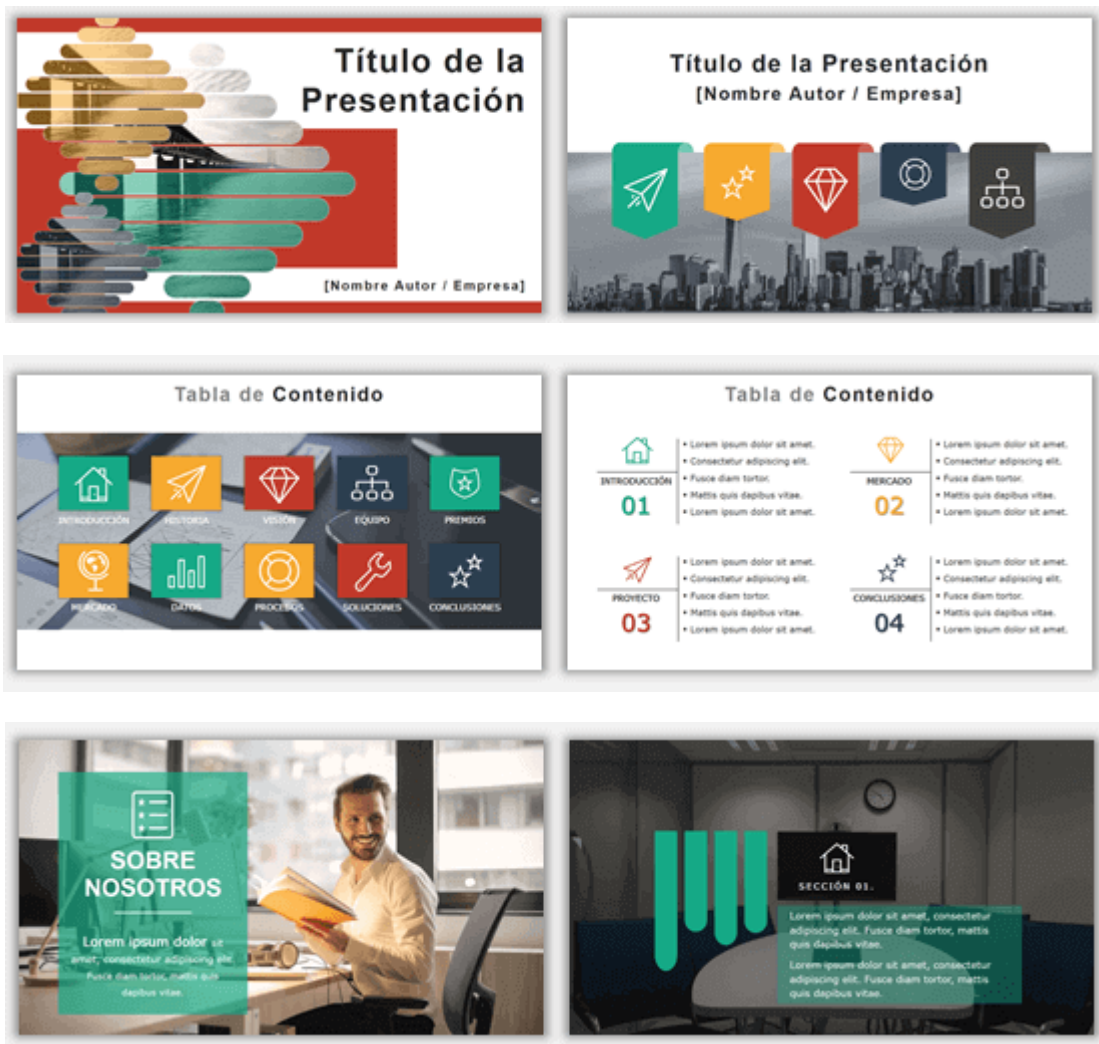 Título de la
Presentación
[Nombre Autor / Empresa]
Título de la Presentación
[Nombre Autor / Empresa]
Tabla de Contenido
INTRODUCCIÓN
HISTORIA
VISIÓN
EQUIPO
PREMIOS
MERCADO
DATOS
PROCESOS
SOLUCIONES
CONCLUSIONES
Tabla de Contenido
INTRODUCCIÓN
01
• Lorem ipsum dolor sit amet.
• Consectetur adipiscing elit.
• Fusce diam tortor.
• Mattis quis dapibus vitae.
• Lorem ipsum dolor sit amet.
MERCADO
02
• Lorem ipsum dolor sit amet.
• Consectetur adipiscing elit.
• Fusce diam tortor.
• Mattis quis dapibus vitae.
• Lorem ipsum dolor sit amet.
PROYECTO
03
• Lorem ipsum dolor sit amet.
• Consectetur adipiscing elit.
• Fusce diam tortor.
• Mattis quis dapibus vitae.
• Lorem ipsum dolor sit amet.
CONCLUSIONES
04
• Lorem ipsum dolor sit amet.
• Consectetur adipiscing elit.
• Fusce diam tortor.
• Mattis quis dapibus vitae.
• Lorem ipsum dolor sit amet.
SOBRE
NOSOTROS
Lorem ipsum dolor sit
amet, consectetur adipiscing elit.
Fusce diam tortor, mattis quis
dapibus vitae.
SECCIÓN 01.
Lorem ipsum dolor sit amet, consectetur
adipiscing elit. Fusce diam tortor, mattis
quis dapibus vitae.
Lorem ipsum dolor sit amet, consectetur
adipiscing elit. Fusce diam tortor, mattis
quis dapibus vitae.